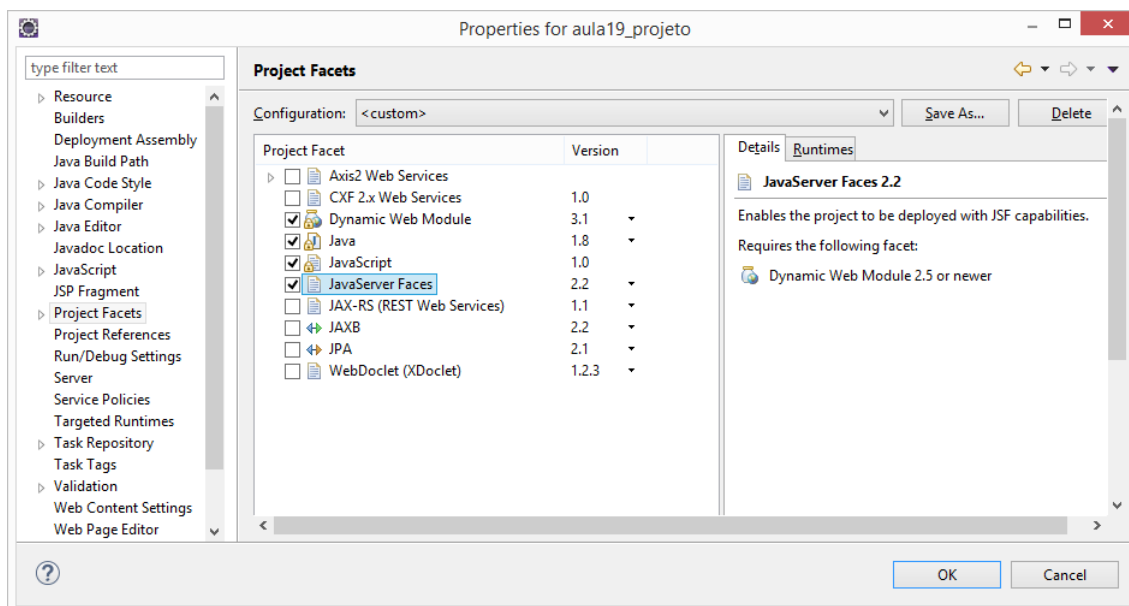 Properties for aula19_projeto
type filter text
Resource
Builders
Deployment Assembly
Java Build Path
Java Code Style
Java Compiler
Java Editor
Javadoc Location
JavaScript
JSP Fragment
Project Facets
Project References
Run/Debug Settings
Server
Service Policies
Targeted Runtimes
Task Repository
Task Tags
Validation
Web Content Settings
Web Page Editor
Project Facets
Configuration: <custom> Save As... Delete
Project Facet Version
Axis2 Web Services
CXF 2.x Web Services 1.0
Dynamic Web Module 3.1
Java 1.8
JavaScript 1.0
JavaServer Faces 2.2
JAX-RS (REST Web Services) 1.1
JAXB 2.2
JPA 2.1
WebDoclet (XDoclet) 1.2.3
Details Runtimes
JavaServer Faces 2.2
Enables the project to be deployed with JSF capabilities.
Requires the following facet:
Dynamic Web Module 2.5 or newer
OK Cancel